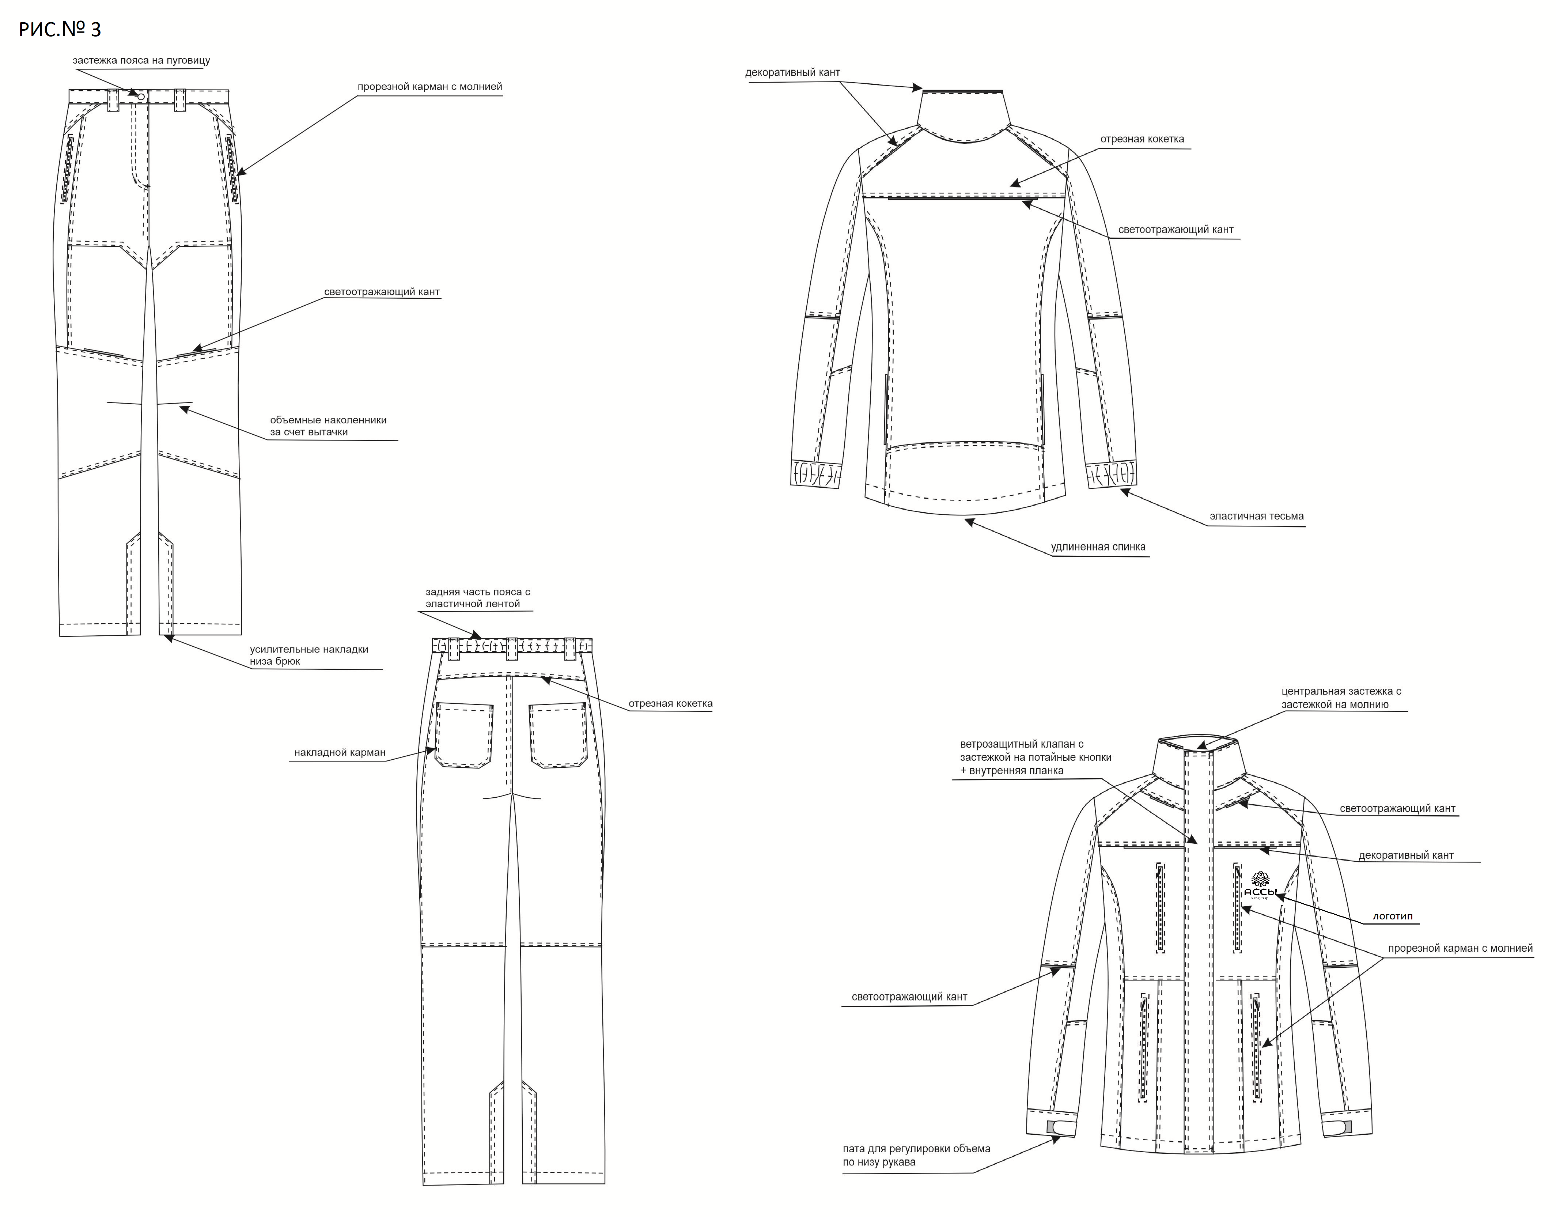 РИС.№ 3
застежка пояса на пуговицу
прорезной карман с молнией
светоотражающий кант
объемные наколенники
за счет вытачки
усилительные накладки
низа брюк
декоративный кант
отрезная кокетка
светоотражающий кант
эластичная тесьма
удлиненная спинка
задняя часть пояса с
эластичной лентой
отрезная кокетка
накладной карман
центральная застежка с
застежкой на молнию
ветрозащитный клапан с
застежкой на потайные кнопки
+ внутренняя планка
светоотражающий кант
декоративный кант
АССЫ
логотип
прорезной карман с молнией
светоотражающий кант
пата для регулировки объема
по низу рукава